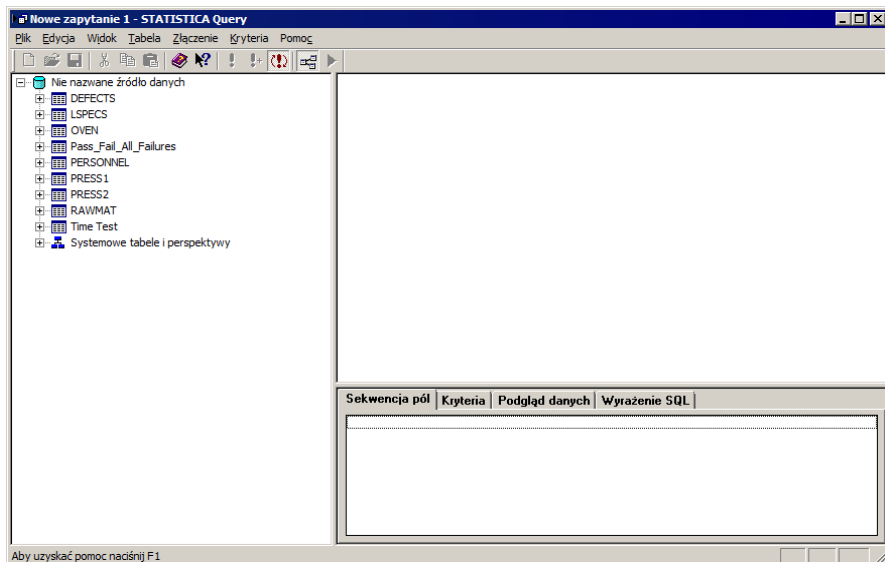 Nowe zapytanie 1 - STATISTICA Query
Plik Edycja Widok Tabela Złączenie Kryteria Pomoc
Nie nazwane źródło danych
DEFECTS
LSPECS
OVEN
Pass_Fail_All_Failures
PERSONNEL
PRESS1
PRESS2
RAWMAT
Time Test
Systemowe tabele i perspektywy
Sekwencja pól Kryteria Podgląd danych Wyrażenie SQL
Aby uzyskać pomoc naciśnij F1